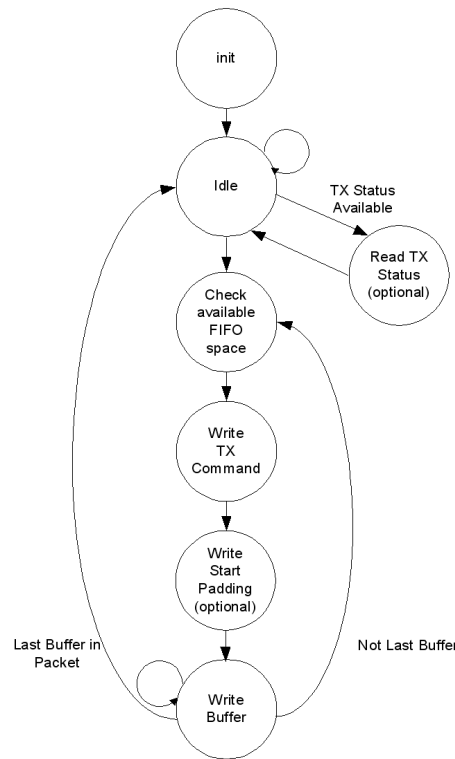 init
Idle
TX Status
Available
Read TX
Status
(optional)
Check
available
FIFO
space
Write
TX
Command
Write
Start
Padding
(optional)
Last Buffer in
Packet
Not Last Buffer
Write
Buffer